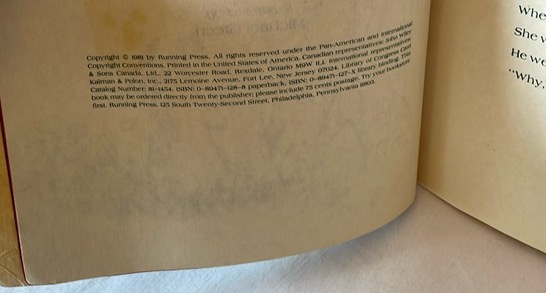 Copyright © 1981 by Running Press. All rights reserved under the Pan-American and International
Copyright Conventions. Printed in the United States of America. Canadian representatives: John Wiley
& Sons Canada, Ltd., 22 Worcester Road, Rexdale, Ontario M9W 1L1. International representatives:
Kaiman & Polon, Inc., 2175 Lemoine Avenue, Fort Lee, New Jersey 07024. Library of Congress Card
Catalog Number: 81-1454. ISBN: 0-89471-128-8 paperback. ISBN: 0-89471-127-X library binding. This
book may be ordered directly from the publisher; please include 75 cents postage. Try your bookstore
first. Running Press, 125 South Twenty-Second Street, Philadelphia, Pennsylvania 19103.
Whe
She w
He we
"Why,